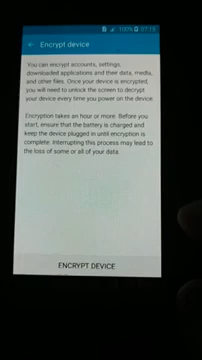 100% 07:15
Encrypt device
You can encrypt accounts, settings,
downloaded applications and their data, media,
and other files. Once your device is encrypted,
you will need to unlock the screen to decrypt
your device every time you power on the device.
Encryption takes an hour or more. Before you
start, ensure that the battery is charged and
keep the device plugged in until encryption is
complete. Interrupting this process may lead to
the loss of some or all of your data.
ENCRYPT DEVICE